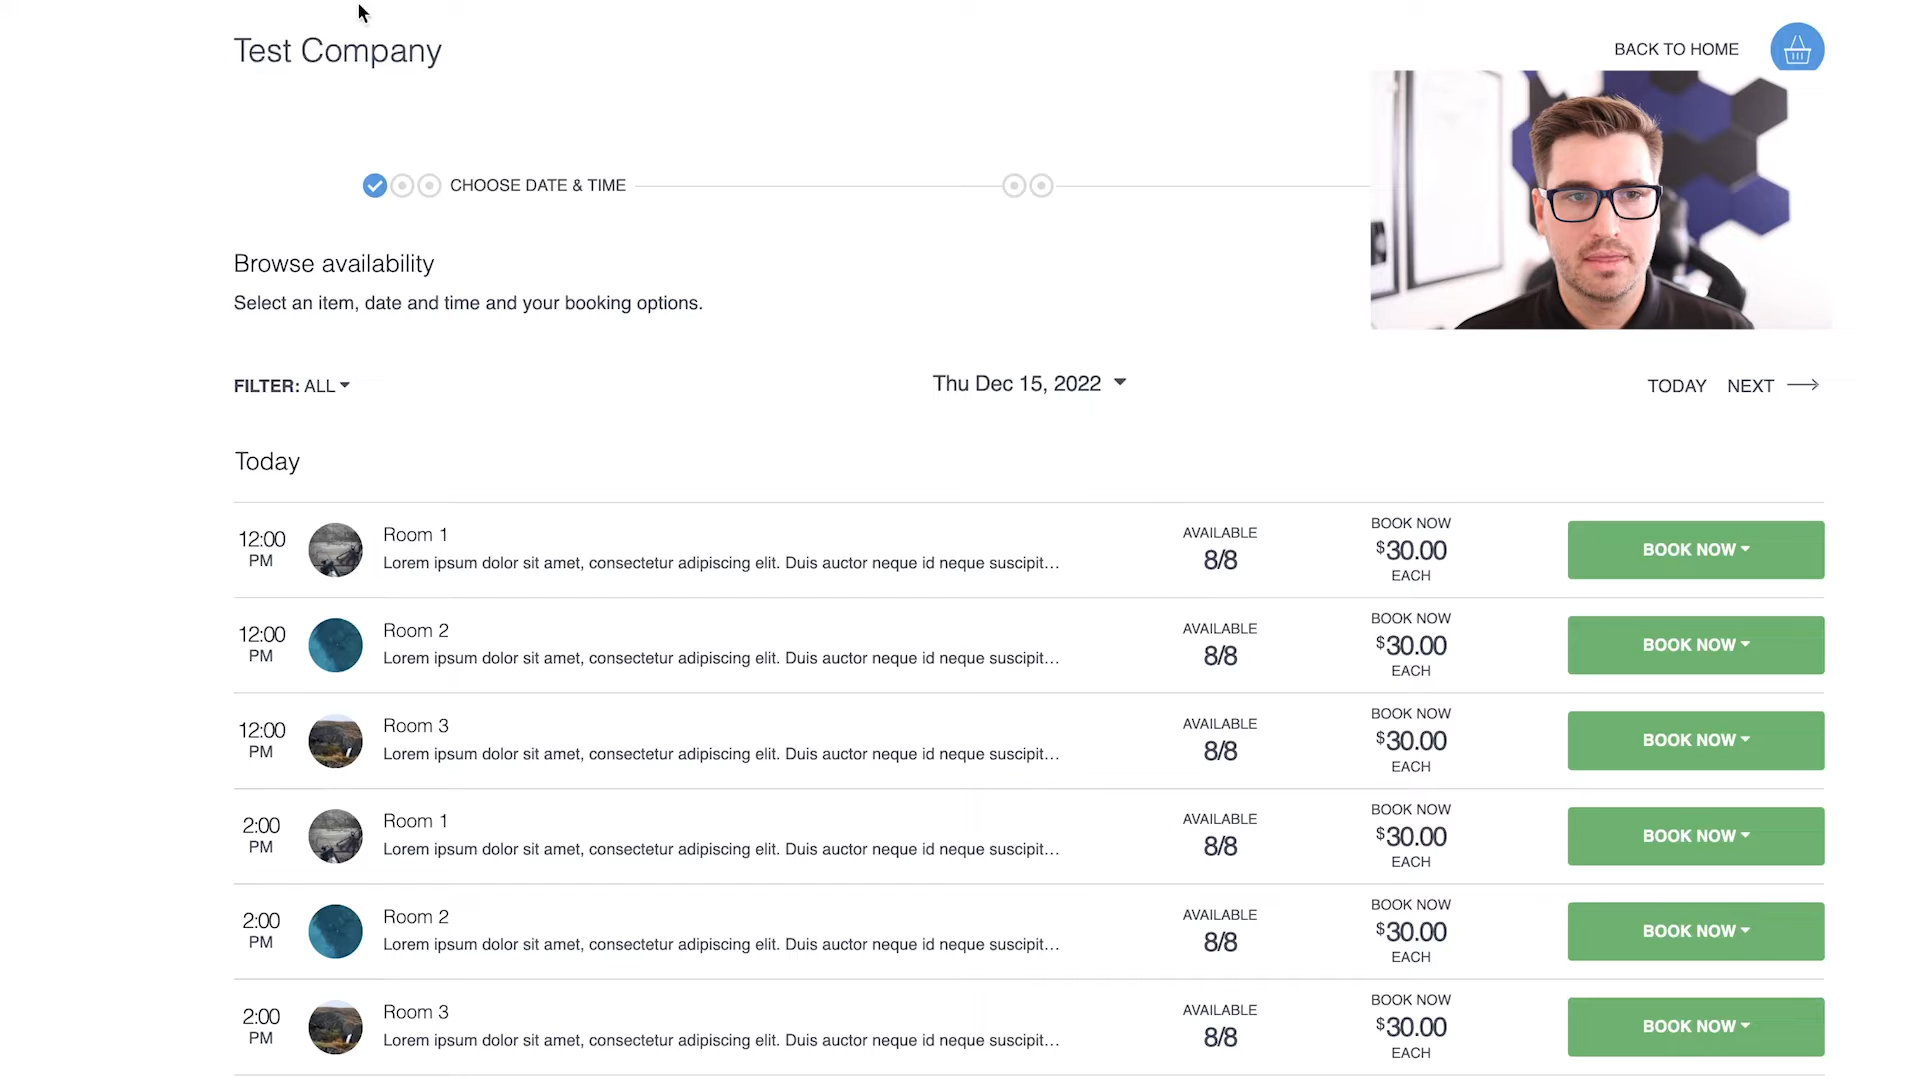 Test Company
BACK TO HOME
CHOOSE DATE & TIME
Browse availability
Select an item, date and time and your booking options.
FILTER: ALL
Thu Dec 15, 2022
TODAY NEXT
Today
12:00 PM Room 1 AVAILABLE 8/8 BOOK NOW $30.00 EACH BOOK NOW
Lorem ipsum dolor sit amet, consectetur adipiscing elit. Duis auctor neque id neque suscipit…
12:00 PM Room 2 AVAILABLE 8/8 BOOK NOW $30.00 EACH BOOK NOW
Lorem ipsum dolor sit amet, consectetur adipiscing elit. Duis auctor neque id neque suscipit…
12:00 PM Room 3 AVAILABLE 8/8 BOOK NOW $30.00 EACH BOOK NOW
Lorem ipsum dolor sit amet, consectetur adipiscing elit. Duis auctor neque id neque suscipit…
2:00 PM Room 1 AVAILABLE 8/8 BOOK NOW $30.00 EACH BOOK NOW
Lorem ipsum dolor sit amet, consectetur adipiscing elit. Duis auctor neque id neque suscipit…
2:00 PM Room 2 AVAILABLE 8/8 BOOK NOW $30.00 EACH BOOK NOW
Lorem ipsum dolor sit amet, consectetur adipiscing elit. Duis auctor neque id neque suscipit…
2:00 PM Room 3 AVAILABLE 8/8 BOOK NOW $30.00 EACH BOOK NOW
Lorem ipsum dolor sit amet, consectetur adipiscing elit. Duis auctor neque id neque suscipit…